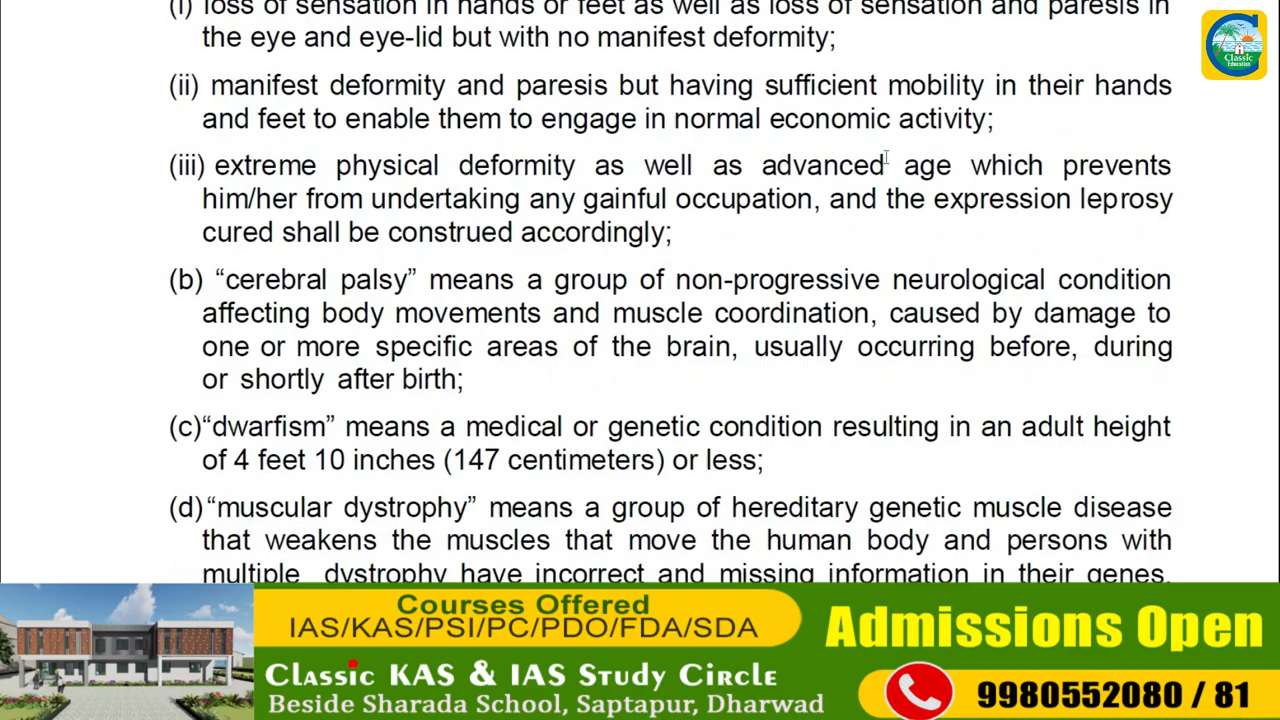 (i) loss of sensation in hands or feet as well as loss of sensation and paresis in
the eye and eye-lid but with no manifest deformity;
(ii) manifest deformity and paresis but having sufficient mobility in their hands
and feet to enable them to engage in normal economic activity;
(iii) extreme physical deformity as well as advanced age which prevents
him/her from undertaking any gainful occupation, and the expression leprosy
cured shall be construed accordingly;
(b) “cerebral palsy” means a group of non-progressive neurological condition
affecting body movements and muscle coordination, caused by damage to
one or more specific areas of the brain, usually occurring before, during
or shortly after birth;
(c)“dwarfism” means a medical or genetic condition resulting in an adult height
of 4 feet 10 inches (147 centimeters) or less;
(d)“muscular dystrophy” means a group of hereditary genetic muscle disease
that weakens the muscles that move the human body and persons with
multiple dystrophy have incorrect and missing information in their genes,
Classic
Education
Courses Offered
IAS/KAS/PSI/PC/PDO/FDA/SDA
Admissions Open
Classic KAS & IAS Study Circle
Beside Sharada School, Saptapur, Dharwad
9980552080 / 81